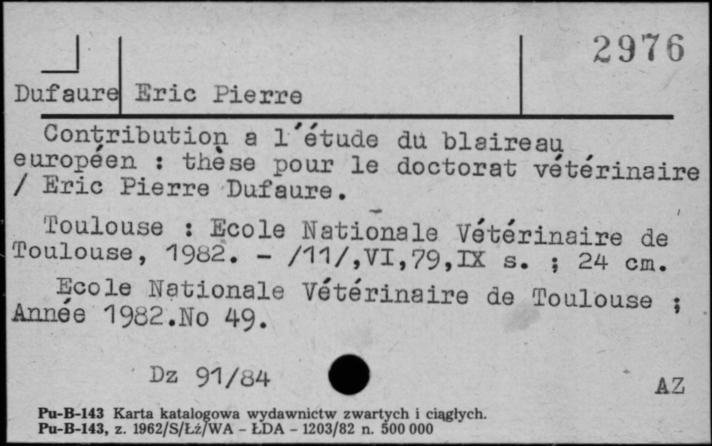 2976
Dufaure Eric Pierre
Contribution a l'étude du blaireau
européen : thèse pour le doctorat vétérinaire
/ Eric Pierre Dufaure.
Toulouse : Ecole Nationale Vétérinaire de
Toulouse, 1982. - /11/,VI,79,IX s. ; 24 cm.
Ecole Nationale Vétérinaire de Toulouse ;
Année 1982.No 49.
Dz 91/84
AZ
Pu-B-143 Karta katalogowa wydawnictw zwartych i ciągłych.
Pu-B-143, z. 1962/S/Łż/WA - ŁDA - 1203/82 n. 500 000